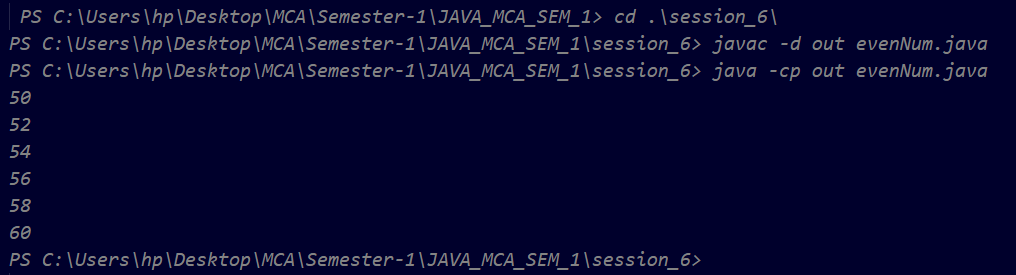 PS C:\Users\hp\Desktop\MCA\Semester-1\JAVA_MCA_SEM_1> cd .\session_6\
PS C:\Users\hp\Desktop\MCA\Semester-1\JAVA_MCA_SEM_1\session_6> javac -d out evenNum.java
PS C:\Users\hp\Desktop\MCA\Semester-1\JAVA_MCA_SEM_1\session_6> java -cp out evenNum.java
50
52
54
56
58
60
PS C:\Users\hp\Desktop\MCA\Semester-1\JAVA_MCA_SEM_1\session_6>